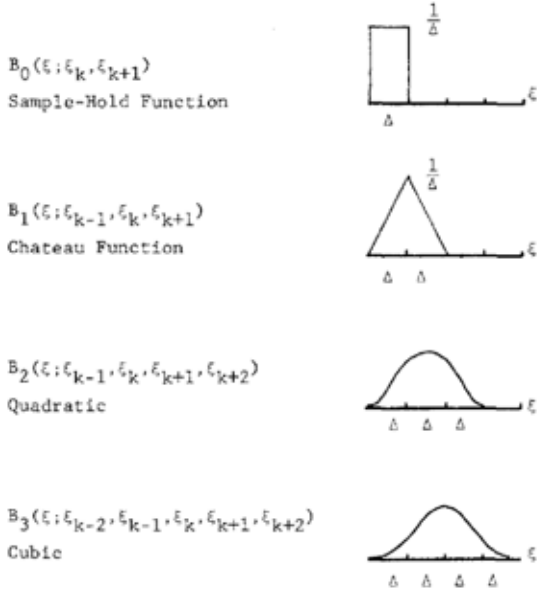 1/Δ
B₀(ξ;ξₖ,ξₖ₊₁) ξ
Sample-Hold Function
Δ
1/Δ
B₁(ξ;ξₖ₋₁,ξₖ,ξₖ₊₁)
Chateau Function ξ
Δ Δ
B₂(ξ;ξₖ₋₁,ξₖ,ξₖ₊₁,ξₖ₊₂)
Quadratic ξ
Δ Δ Δ
B₃(ξ;ξₖ₋₂,ξₖ₋₁,ξₖ,ξₖ₊₁,ξₖ₊₂)
Cubic ξ
Δ Δ Δ Δ